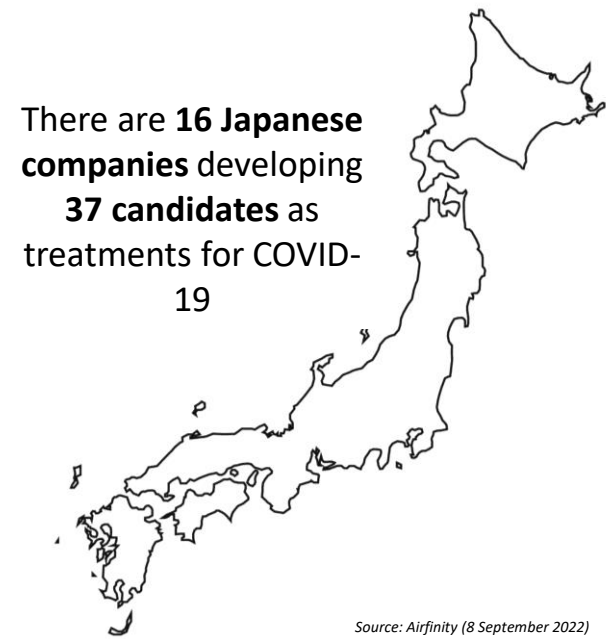 There are 16 Japanese
companies developing
37 candidates as
treatments for COVID-
19
Source: Airfinity (8 September 2022)